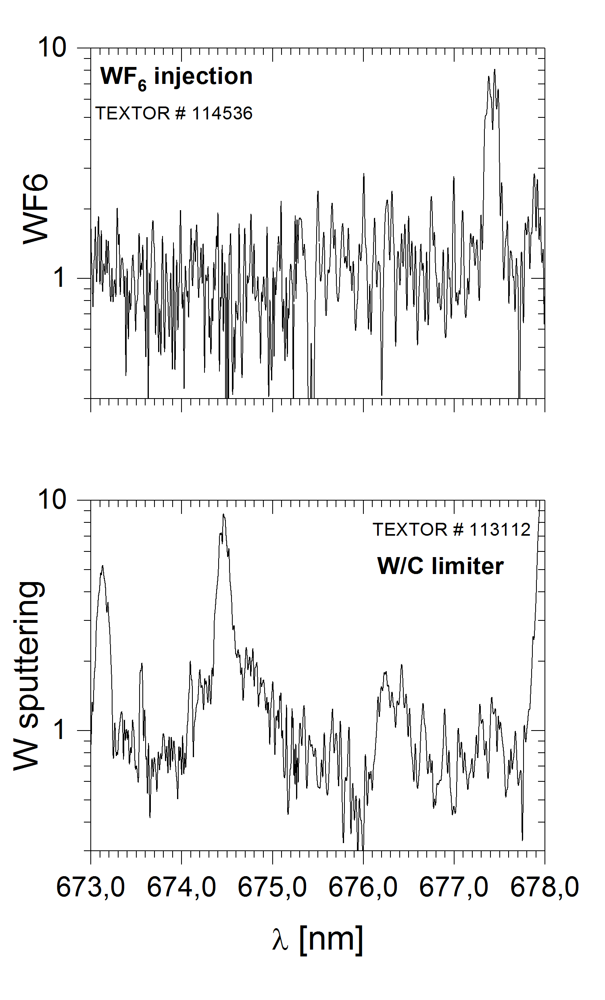 10
WF6 injection
TEXTOR # 114536
WF6
1
10
TEXTOR # 113112
W/C limiter
W sputtering
1
673,0 674,0 675,0 676,0 677,0 678,0
λ [nm]